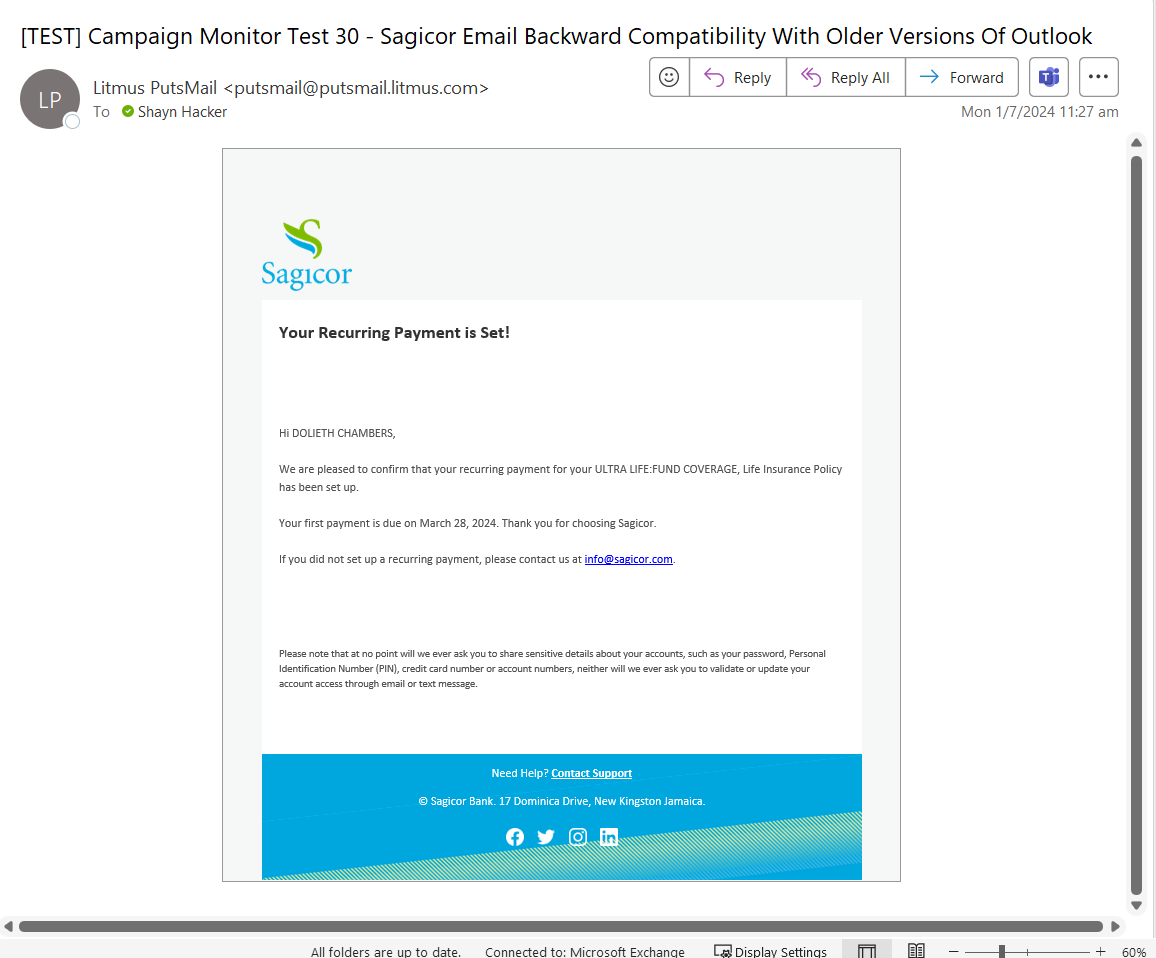 [TEST] Campaign Monitor Test 30 - Sagicor Email Backward Compatibility With Older Versions Of Outlook
LP
Litmus PutsMail <putsmail@putsmail.litmus.com>
To Shayn Hacker
Reply
Reply All
Forward
Mon 1/7/2024 11:27 am
Sagicor
Your Recurring Payment is Set!
Hi DOLIETH CHAMBERS,
We are pleased to confirm that your recurring payment for your ULTRA LIFE:FUND COVERAGE, Life Insurance Policy
has been set up.
Your first payment is due on March 28, 2024. Thank you for choosing Sagicor.
If you did not set up a recurring payment, please contact us at info@sagicor.com.
Please note that at no point will we ever ask you to share sensitive details about your accounts, such as your password, Personal
Identification Number (PIN), credit card number or account numbers, neither will we ever ask you to validate or update your
account access through email or text message.
Need Help? Contact Support
© Sagicor Bank. 17 Dominica Drive, New Kingston Jamaica.
All folders are up to date. Connected to: Microsoft Exchange Display Settings 60%